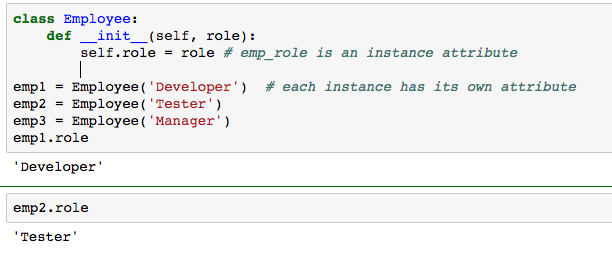 class Employee:
    def __init__(self, role):
        self.role = role # emp_role is an instance attribute
emp1 = Employee('Developer')  # each instance has its own attribute
emp2 = Employee('Tester')
emp3 = Employee('Manager')
emp1.role
'Developer'
emp2.role
'Tester'